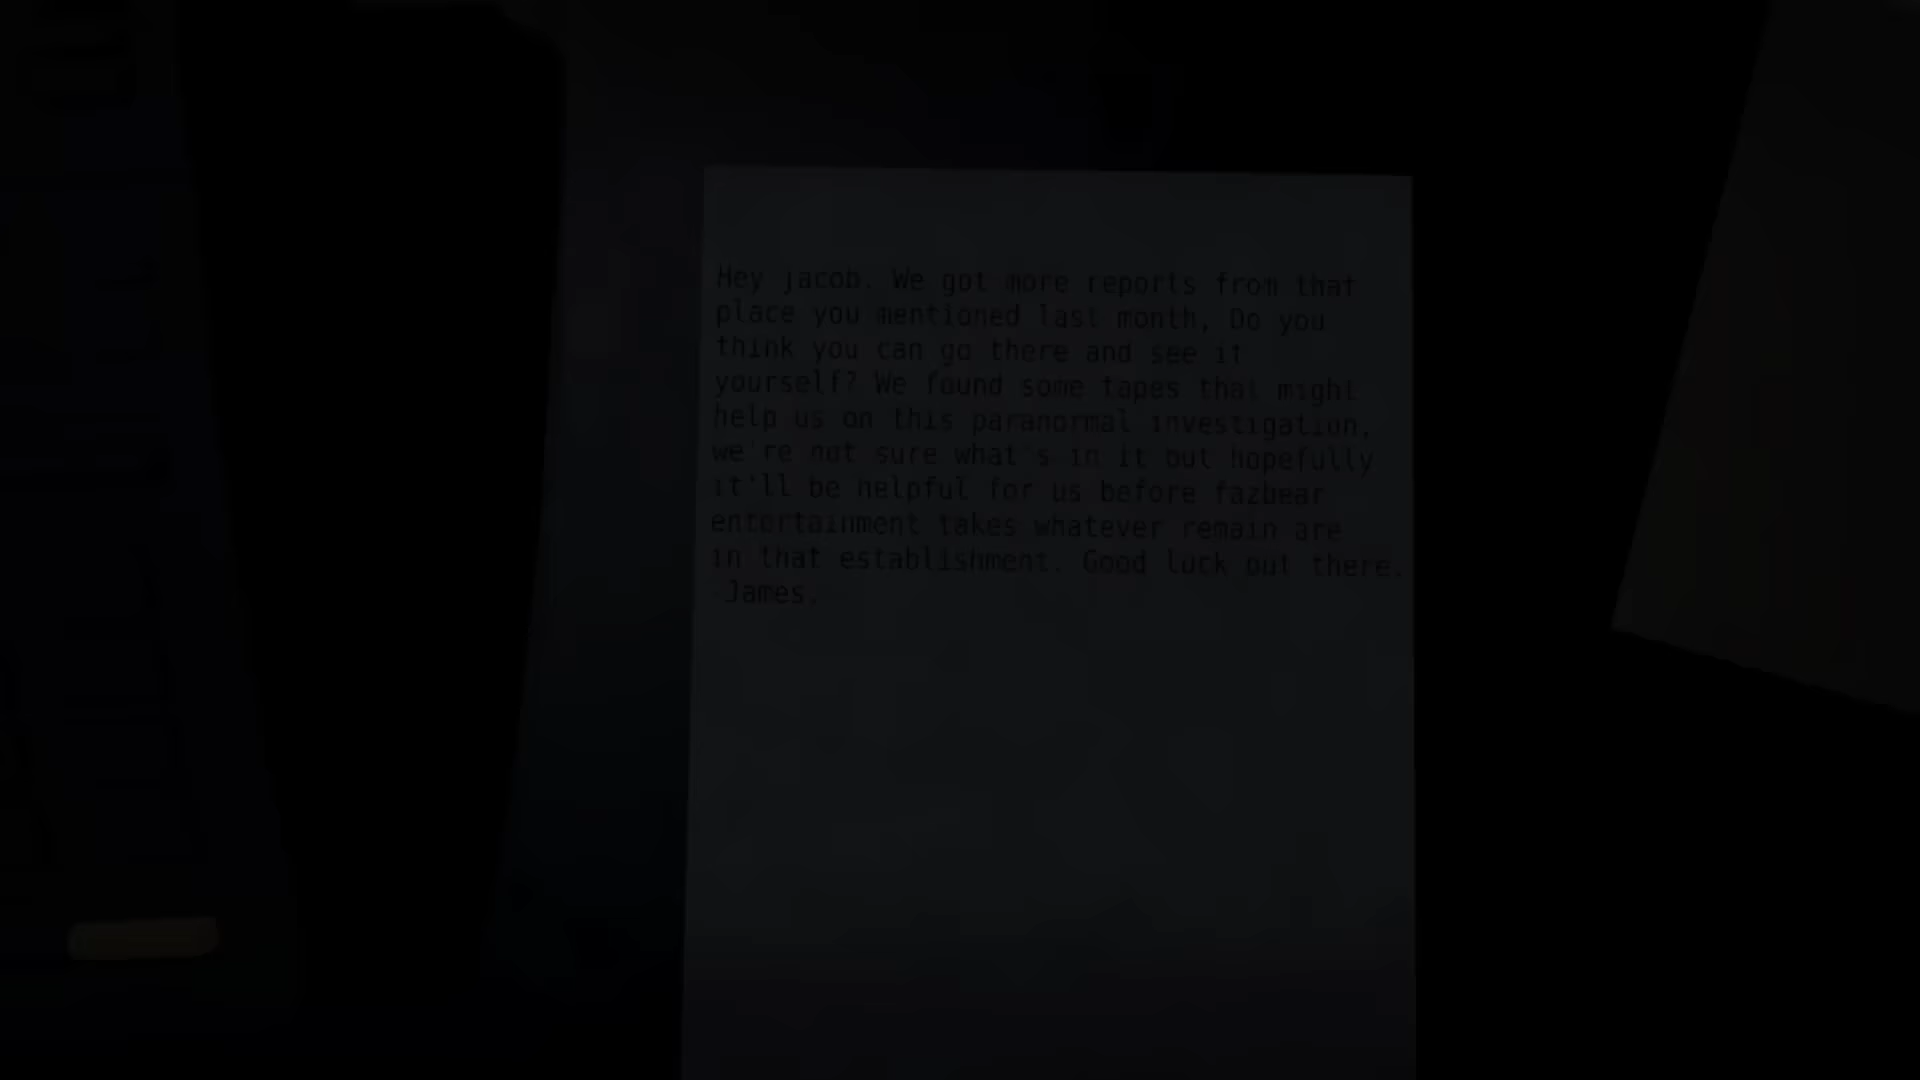 Hey jacob. We got more reports from that
place you mentioned last month, Do you
think you can go there and see it
yourself? We found some tapes that might
help us on this paranormal investigation,
we're not sure what's in it but hopefully
it'll be helpful for us before fazbear
entertainment takes whatever remain are
in that establishment. Good luck out there.
-James.